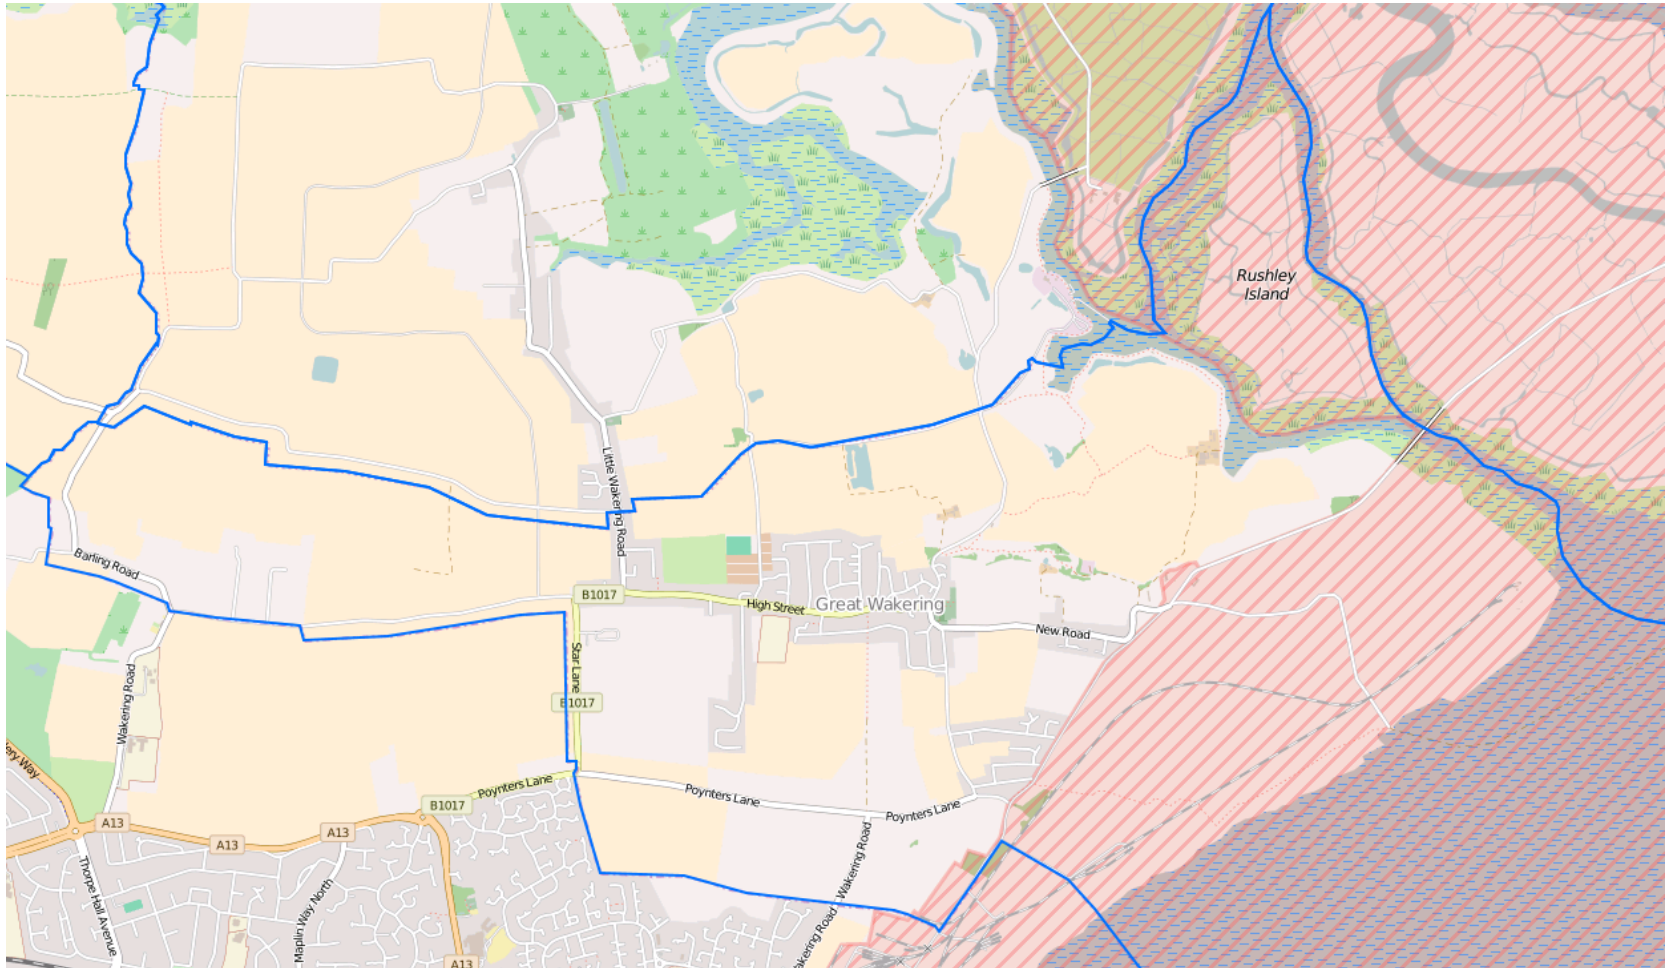 Rushley
Island
Little Wakering Road
Barling Road
B1017
High Street
Great Wakering
New Road
Star Lane
B1017
Wakering Road
Poynters Lane
Poynters Lane
Poynters Lane
B1017
A13
A13
A13
Wakering Road
Wakering Road
Thorpe Hall Avenue
Maplin Way North
A13